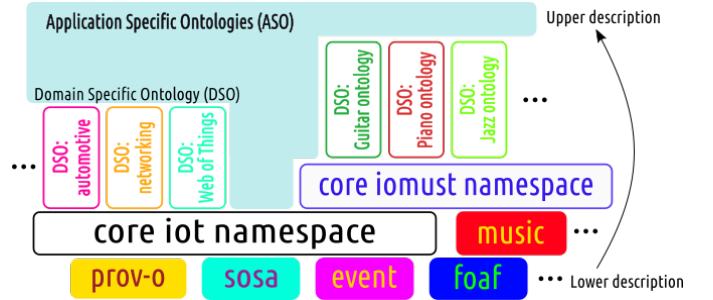 Application Specific Ontologies (ASO)
Upper description
Domain Specific Ontology (DSO)
DSO:
Guitar ontology
DSO:
Piano ontology
DSO:
Jazz ontology
...
...
DSO:
automotive
DSO:
networking
DSO:
Web of Things
core iomust namespace
core iot namespace
music
...
prov-o
sosa
event
foaf
...
Lower description